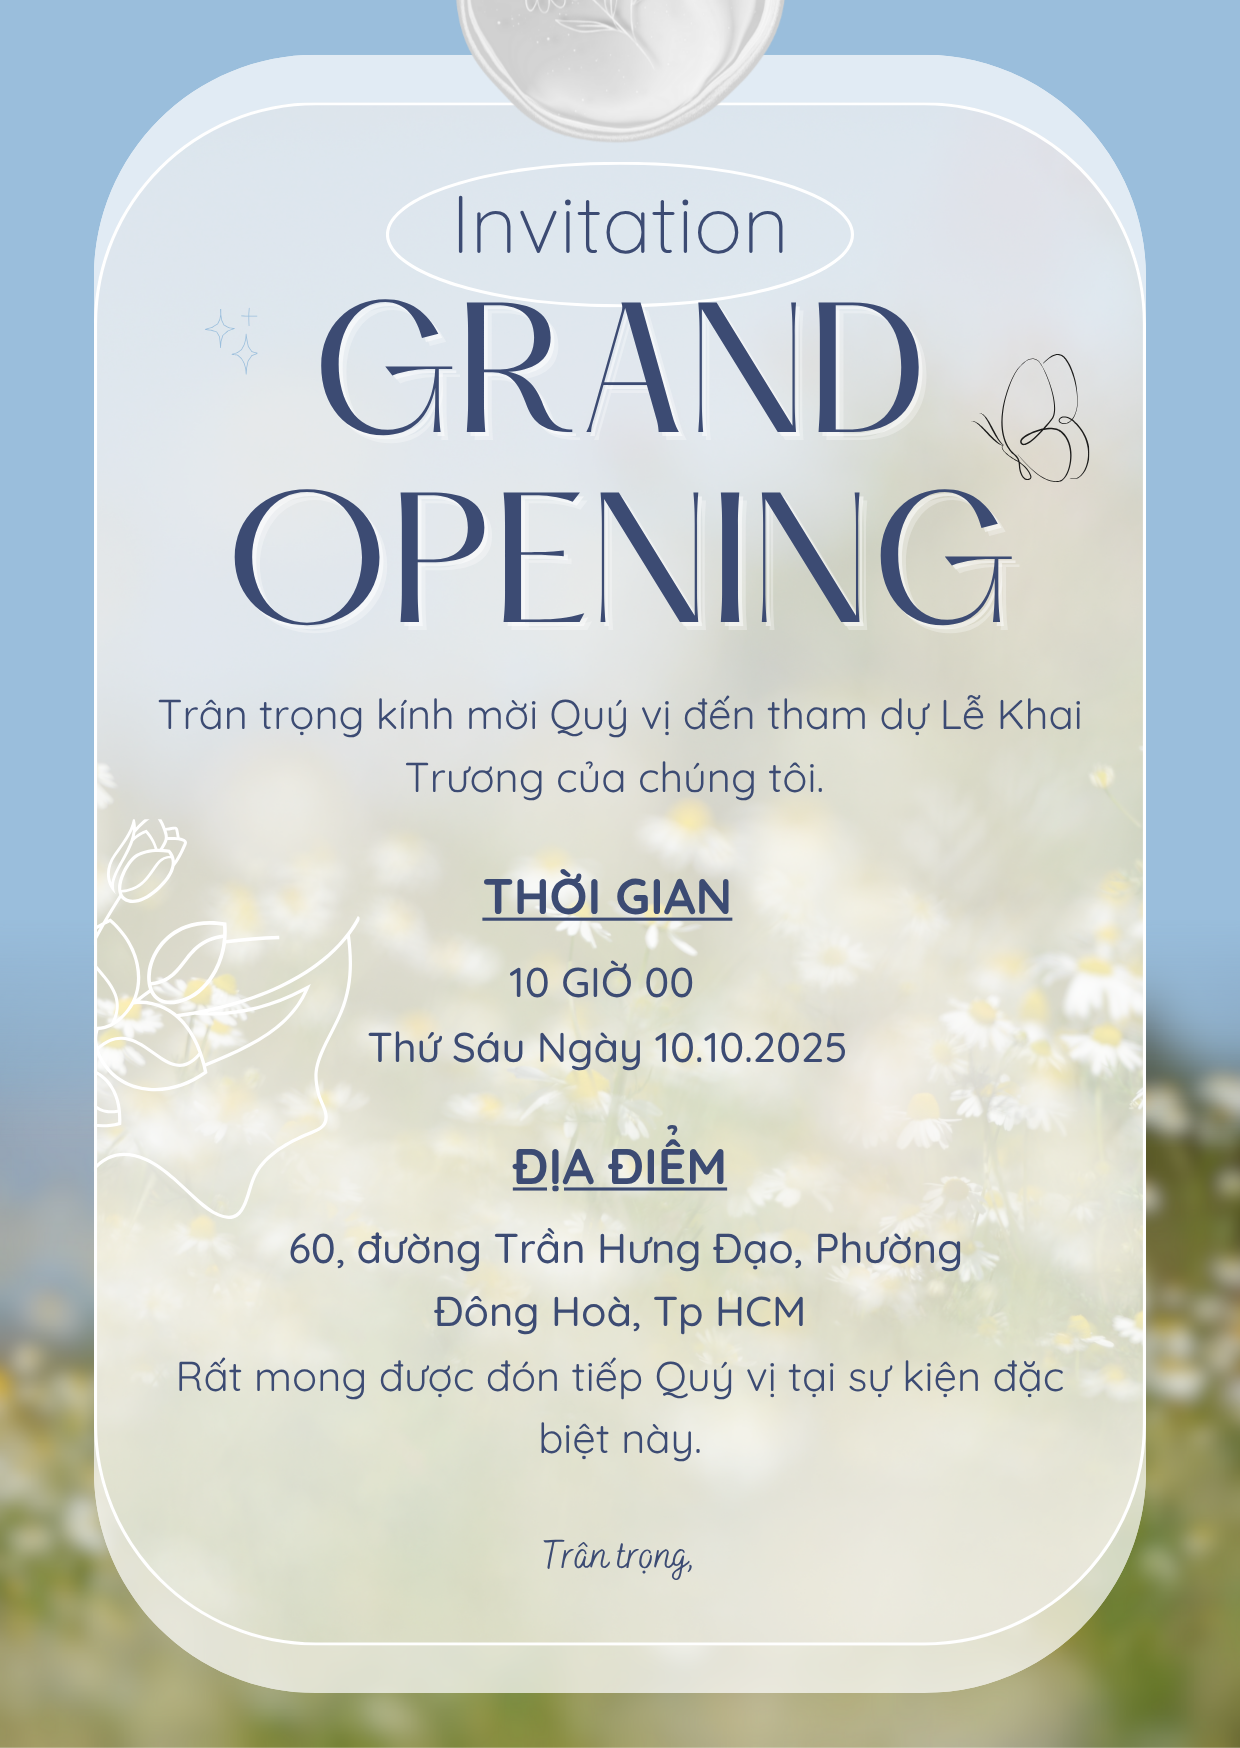 Invitation
GRAND
OPENING
Trân trọng kính mời Quý vị đến tham dự Lễ Khai
Trương của chúng tôi.
THỜI GIAN
10 GIỜ 00
Thứ Sáu Ngày 10.10.2025
ĐỊA ĐIỂM
60, đường Trần Hưng Đạo, Phường
Đông Hoà, Tp HCM
Rất mong được đón tiếp Quý vị tại sự kiện đặc
biệt này.
Trân trọng,